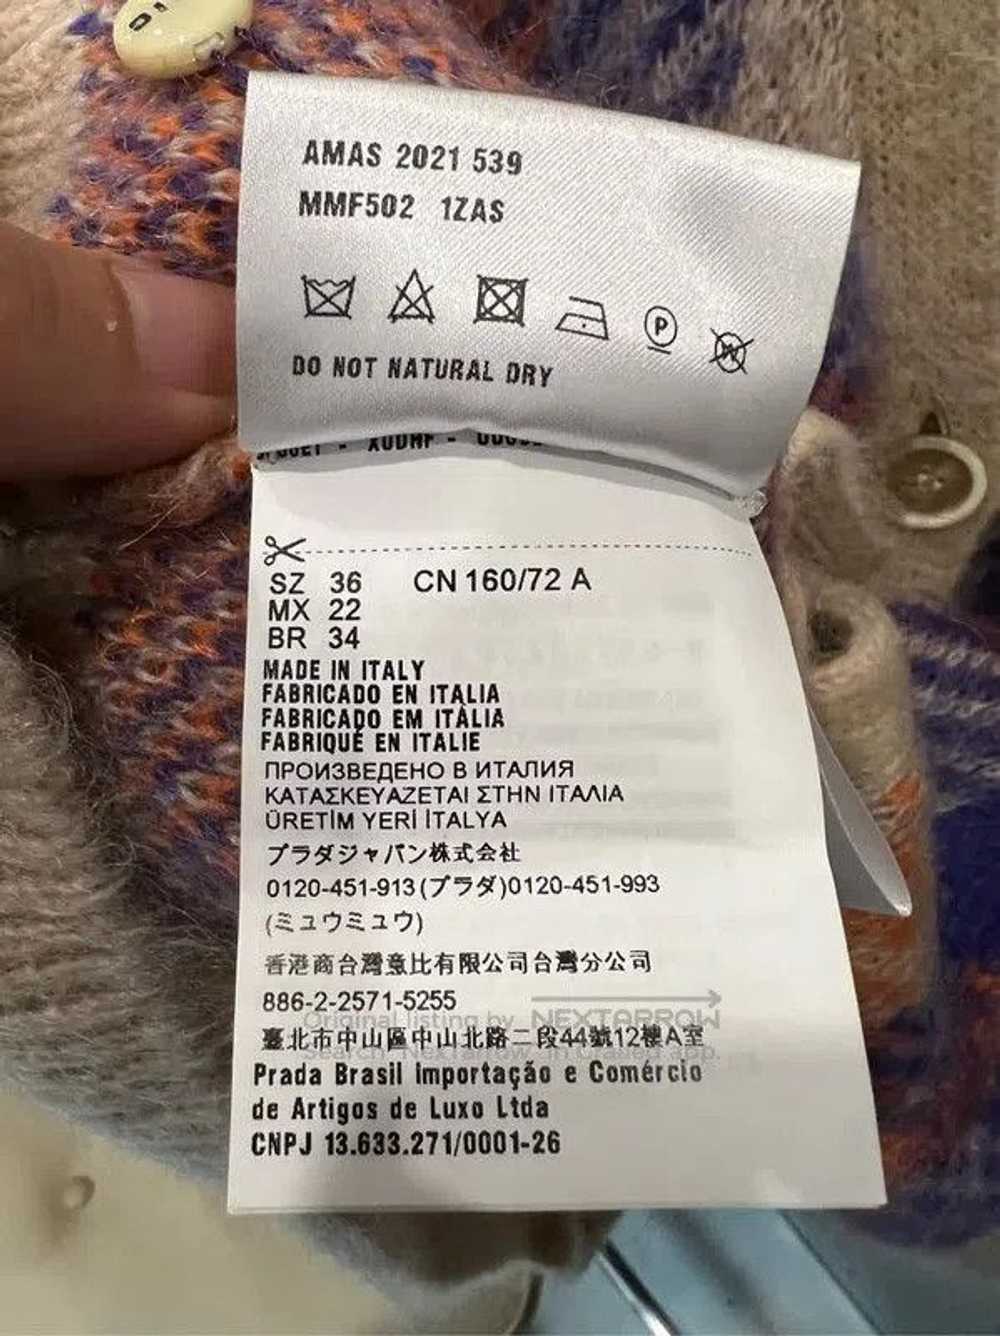 AMAS 2021 539
MMF502 1ZAS
P
W
DO NOT NATURAL DRY
SZ 36 CN 160/72 A
MX 22
BR 34
MADE IN ITALY
FABRICADO EN ITALIA
FABRICADO EM ITÁLIA
FABRIQUÉ EN ITALIE
ПРОИЗВЕДЕНО В ИТАЛИЯ
ΚΑΤΑΣΚΕΥΑΖΕΤΑΙ ΣΤΗΝ ΙΤΑΛΙΑ
ÜRETİM YERİ İTALYA
プラダジャパン株式会社
0120-451-913(プラダ)0120-451-993
(ミュウミュウ)
香港商台灣意比有限公司台灣分公司
886-2-2571-5255
Original listing by NEXTARROW
臺北市中山區中山北路二段44號12樓A室
Prada Brasil Importação e Comércio
de Artigos de Luxo Ltda
CNPJ 13.633.271/0001-26